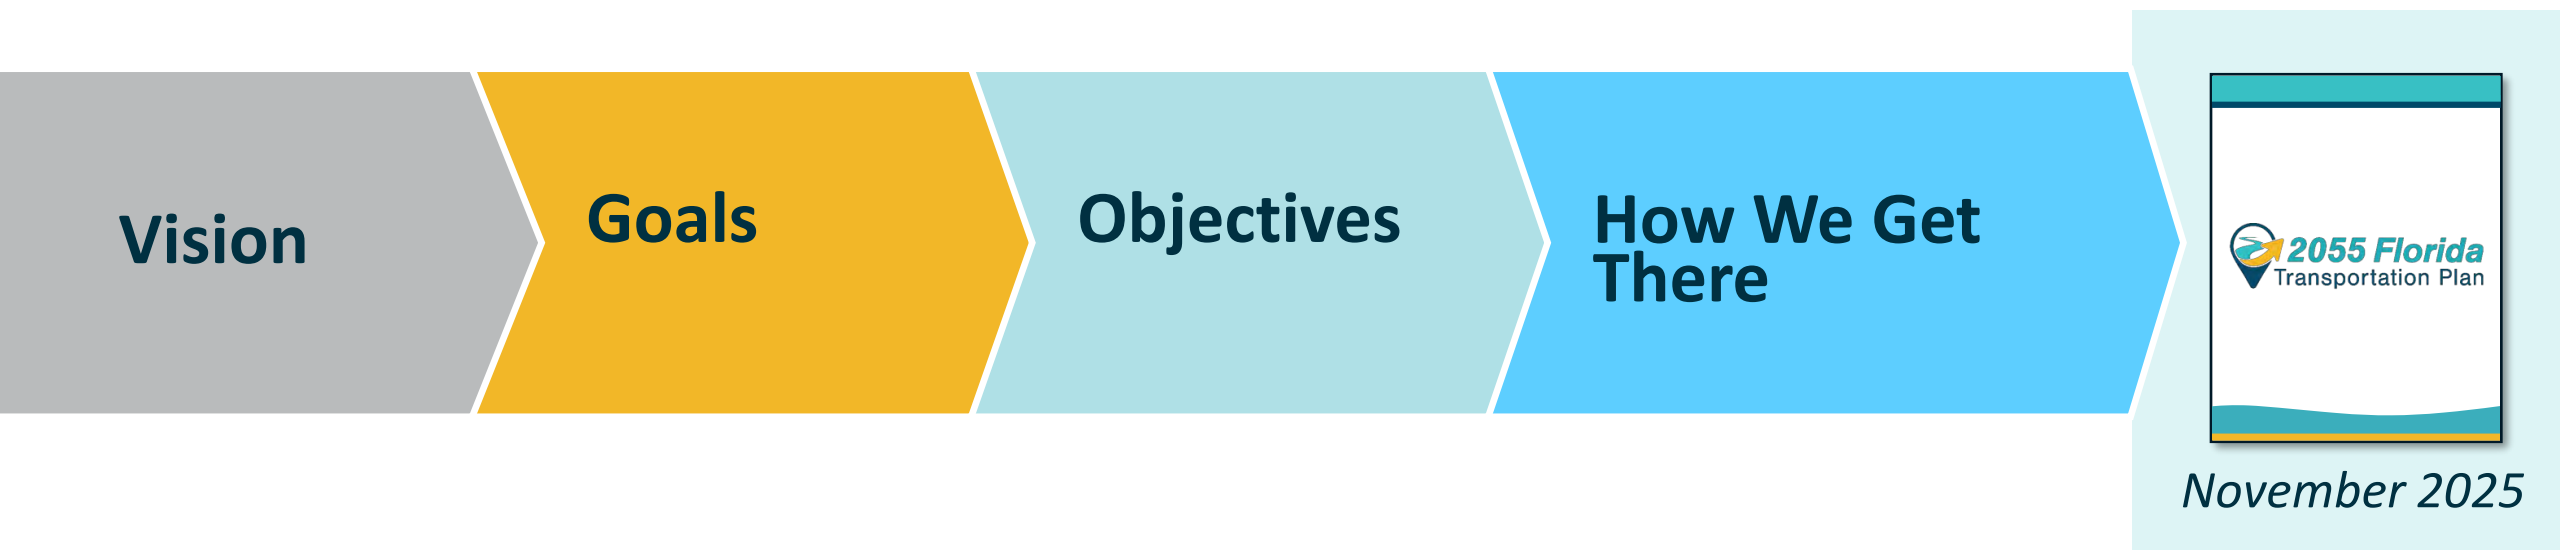 Vision
Goals
Objectives
How We Get
There
2055 Florida
Transportation Plan
November 2025